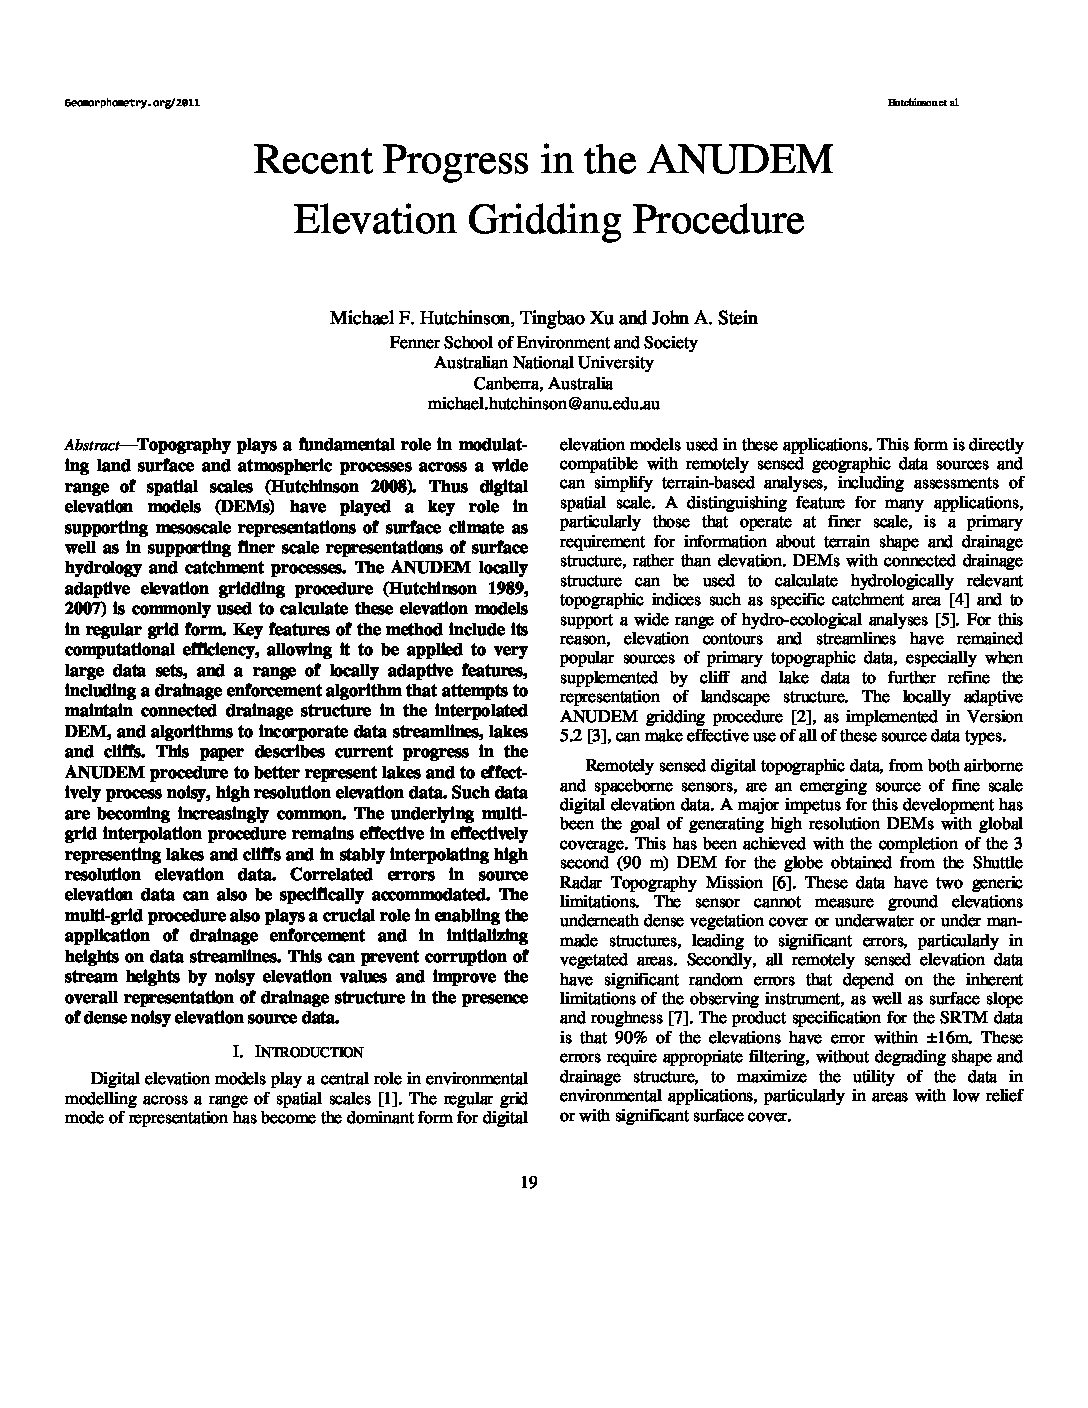 Geomorphometry.org/2011
Hutchinson et al
Recent Progress in the ANUDEM
Elevation Gridding Procedure
Michael F. Hutchinson, Tingbao Xu and John A. Stein
Fenner School of Environment and Society
Australian National University
Canberra, Australia
michael.hutchinson@anu.edu.au
Abstract—Topography plays a fundamental role in modulat-
ing land surface and atmospheric processes across a wide
range of spatial scales (Hutchinson 2008). Thus digital
elevation models (DEMs) have played a key role in
supporting mesoscale representations of surface climate as
well as in supporting finer scale representations of surface
hydrology and catchment processes. The ANUDEM locally
adaptive elevation gridding procedure (Hutchinson 1989,
2007) is commonly used to calculate these elevation models
in regular grid form. Key features of the method include its
computational efficiency, allowing it to be applied to very
large data sets, and a range of locally adaptive features,
including a drainage enforcement algorithm that attempts to
maintain connected drainage structure in the interpolated
DEM, and algorithms to incorporate data streamlines, lakes
and cliffs. This paper describes current progress in the
ANUDEM procedure to better represent lakes and to effect-
ively process noisy, high resolution elevation data. Such data
are becoming increasingly common. The underlying multi-
grid interpolation procedure remains effective in effectively
representing lakes and cliffs and in stably interpolating high
resolution elevation data. Correlated errors in source
elevation data can also be specifically accommodated. The
multi-grid procedure also plays a crucial role in enabling the
application of drainage enforcement and in initializing
heights on data streamlines. This can prevent corruption of
stream heights by noisy elevation values and improve the
overall representation of drainage structure in the presence
of dense noisy elevation source data.
I. INTRODUCTION
Digital elevation models play a central role in environmental
modelling across a range of spatial scales [1]. The regular grid
mode of representation has become the dominant form for digital
elevation models used in these applications. This form is directly
compatible with remotely sensed geographic data sources and
can simplify terrain-based analyses, including assessments of
spatial scale. A distinguishing feature for many applications,
particularly those that operate at finer scale, is a primary
requirement for information about terrain shape and drainage
structure, rather than elevation. DEMs with connected drainage
structure can be used to calculate hydrologically relevant
topographic indices such as specific catchment area [4] and to
support a wide range of hydro-ecological analyses [5]. For this
reason, elevation contours and streamlines have remained
popular sources of primary topographic data, especially when
supplemented by cliff and lake data to further refine the
representation of landscape structure. The locally adaptive
ANUDEM gridding procedure [2], as implemented in Version
5.2 [3], can make effective use of all of these source data types.
Remotely sensed digital topographic data, from both airborne
and spaceborne sensors, are an emerging source of fine scale
digital elevation data. A major impetus for this development has
been the goal of generating high resolution DEMs with global
coverage. This has been achieved with the completion of the 3
second (90 m) DEM for the globe obtained from the Shuttle
Radar Topography Mission [6]. These data have two generic
limitations. The sensor cannot measure ground elevations
underneath dense vegetation cover or underwater or under man-
made structures, leading to significant errors, particularly in
vegetated areas. Secondly, all remotely sensed elevation data
have significant random errors that depend on the inherent
limitations of the observing instrument, as well as surface slope
and roughness [7]. The product specification for the SRTM data
is that 90% of the elevations have error within ±16m. These
errors require appropriate filtering, without degrading shape and
drainage structure, to maximize the utility of the data in
environmental applications, particularly in areas with low relief
or with significant surface cover.
19